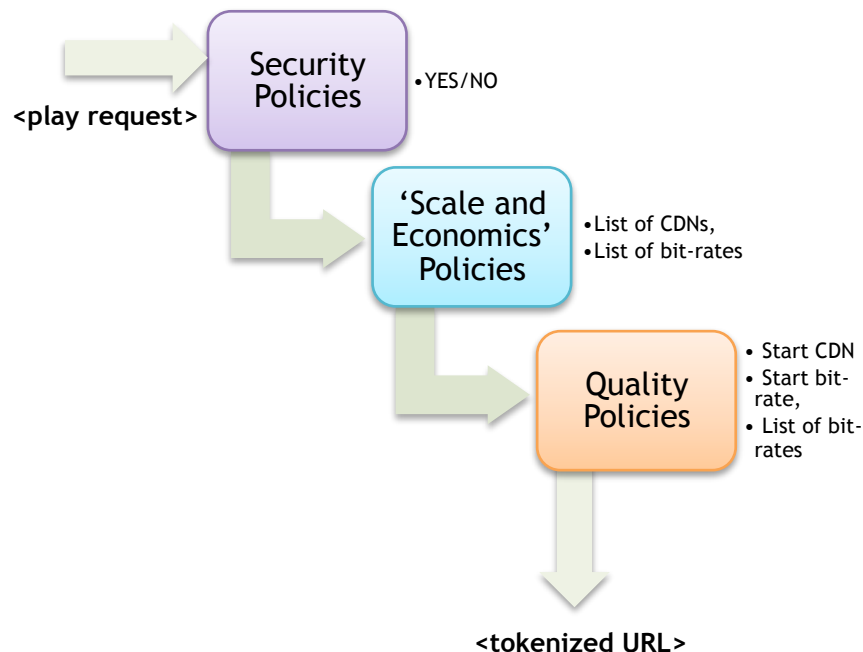 Security
Policies
•YES/NO
<play request>
‘Scale and
Economics’
Policies
•List of CDNs,
•List of bit-rates
Quality
Policies
• Start CDN
• Start bit-
rate,
• List of bit-
rates
<tokenized URL>